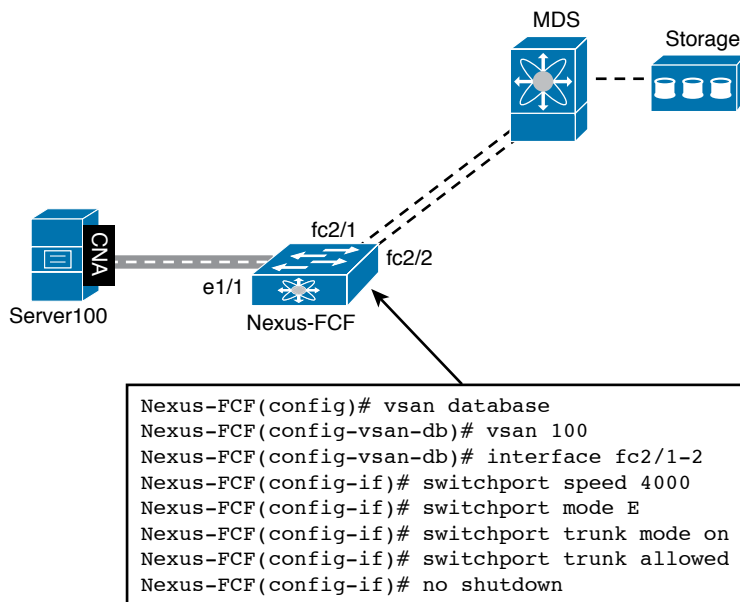 MDS
Storage
fc2/1
CNA
fc2/2
e1/1
Server100
Nexus-FCF
Nexus-FCF(config)# vsan database
Nexus-FCF(config-vsan-db)# vsan 100
Nexus-FCF(config-vsan-db)# interface fc2/1-2
Nexus-FCF(config-if)# switchport speed 4000
Nexus-FCF(config-if)# switchport mode E
Nexus-FCF(config-if)# switchport trunk mode on
Nexus-FCF(config-if)# switchport trunk allowed
Nexus-FCF(config-if)# no shutdown